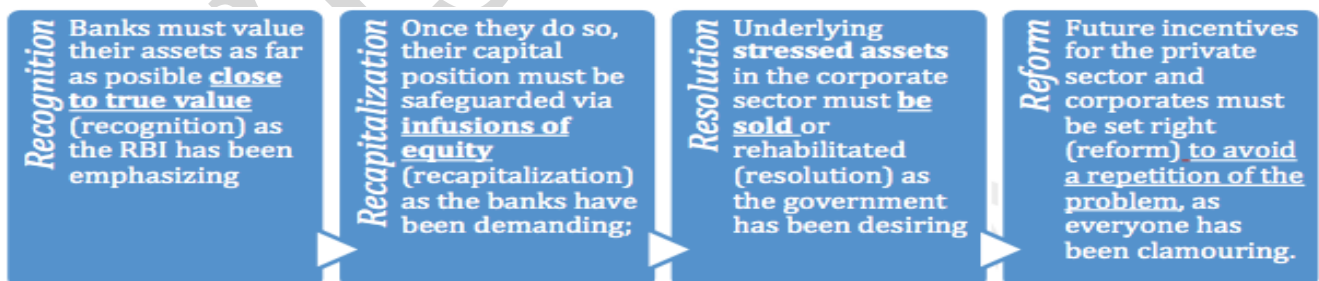 Recognition
Banks must value
their assets as far
as posible close
to true value
(recognition) as
the RBI has been
emphasizing
Recapitalization
Once they do so,
their capital
position must be
safeguarded via
infusions of
equity
(recapitalization)
as the banks have
been demanding;
Resolution
Underlying
stressed assets
in the corporate
sector must be
sold or
rehabilitated
(resolution) as
the government
has been desiring
Reform
Future incentives
for the private
sector and
corporates must
be set right
(reform) to avoid
a repetition of the
problem, as
everyone has
been clamouring.